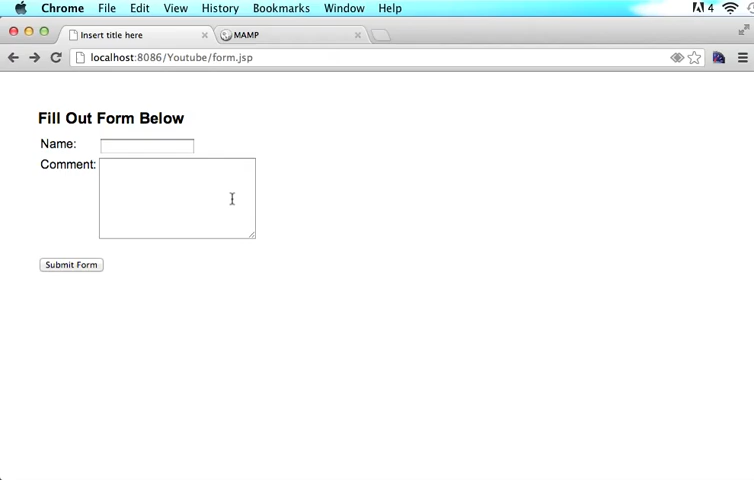 Chrome File Edit View History Bookmarks Window Help 4
Insert title here MAMP
localhost:8086/Youtube/form.jsp
Fill Out Form Below
Name:
Comment:
Submit Form